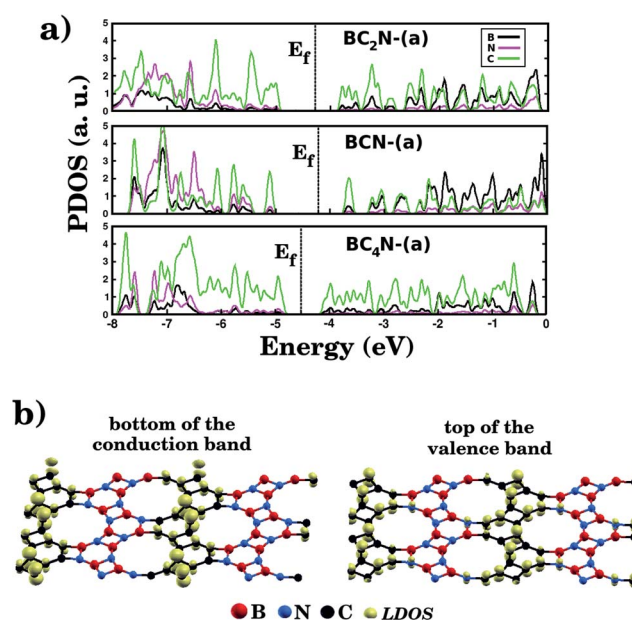 a)
PDOS (a. u.)
5
4
3
2
1
0
E_f
BC₂N-(a)
B
N
C
5
4
3
2
1
0
E_f
BCN-(a)
5
4
3
2
1
0
E_f
BC₄N-(a)
-8 -7 -6 -5 -4 -3 -2 -1 0
Energy (eV)
b)
bottom of the
conduction band
top of the
valence band
B N C LDOS